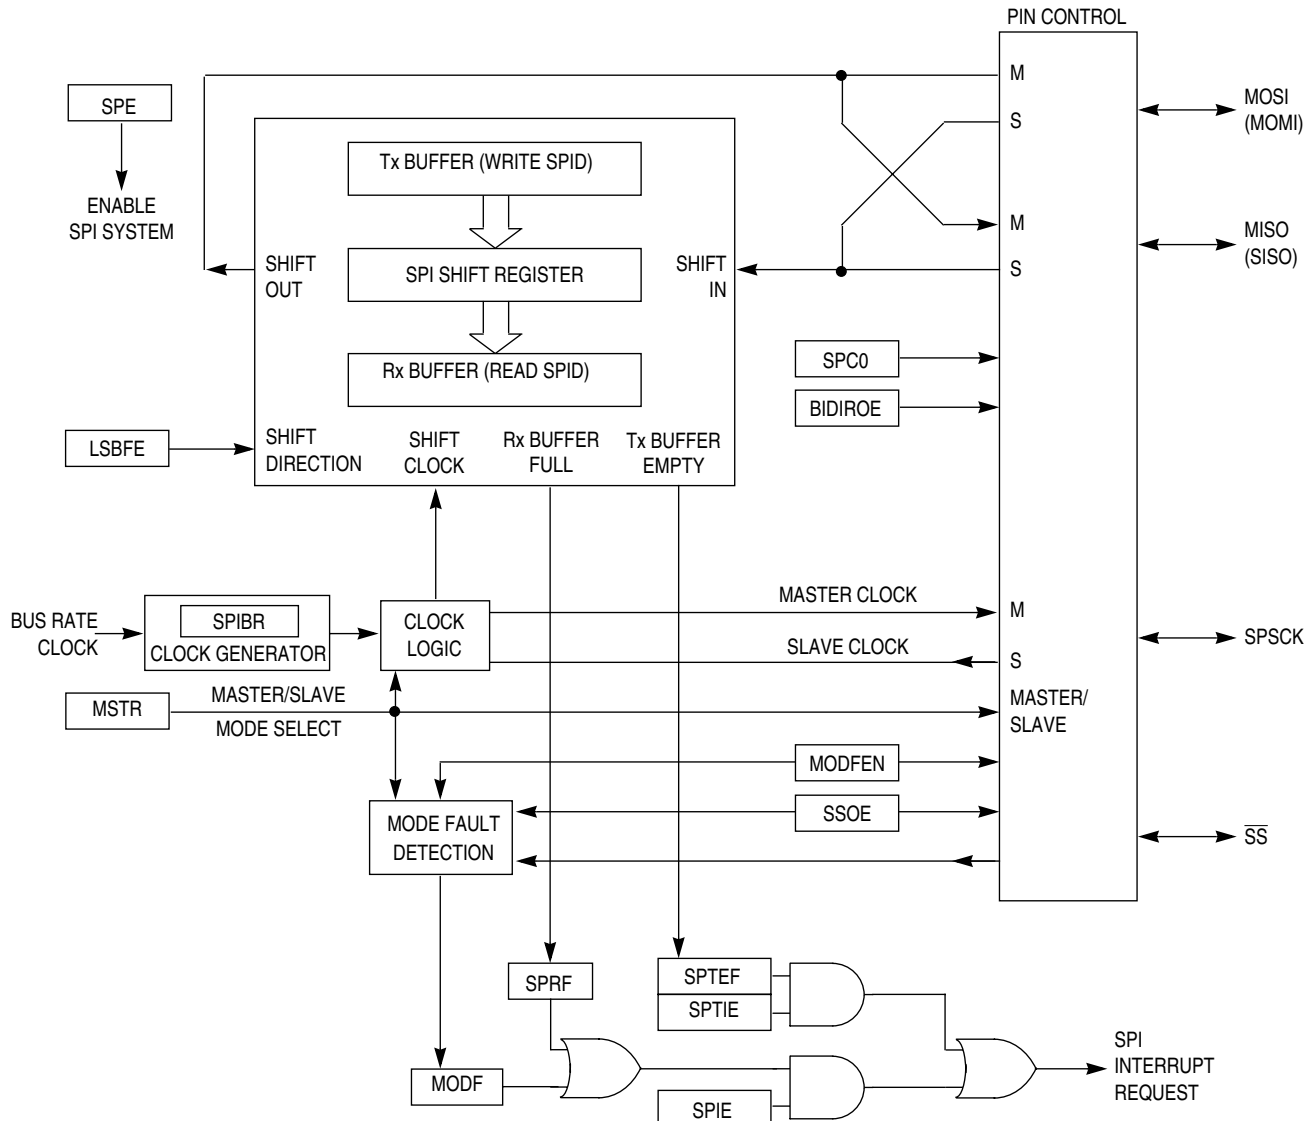 PIN CONTROL
M
MOSI
(MOMI)
SPE
S
Tx BUFFER (WRITE SPID)
ENABLE
SPI SYSTEM
M
MISO
(SISO)
SHIFT
OUT
SPI SHIFT REGISTER
SHIFT
IN
S
SPC0
Rx BUFFER (READ SPID)
BIDIROE
LSBFE
SHIFT
DIRECTION
SHIFT
CLOCK
Rx BUFFER
FULL
Tx BUFFER
EMPTY
BUS RATE
CLOCK
SPIBR
CLOCK GENERATOR
CLOCK
LOGIC
MASTER CLOCK
M
SLAVE CLOCK
S
SPSCK
MSTR
MASTER/SLAVE
MODE SELECT
MASTER/
SLAVE
MODFEN
SSOE
MODE FAULT
DETECTION
SS
SPRF
SPTEF
SPTIE
MODF
SPIE
SPI
INTERRUPT
REQUEST